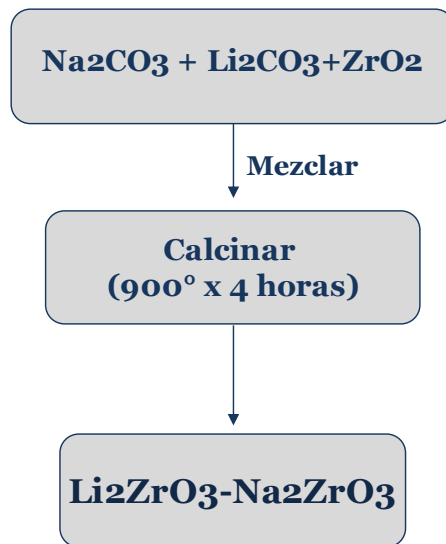 Na2CO3 + Li2CO3+ZrO2
Mezclar
Calcinar
(900° x 4 horas)
Li2ZrO3-Na2ZrO3